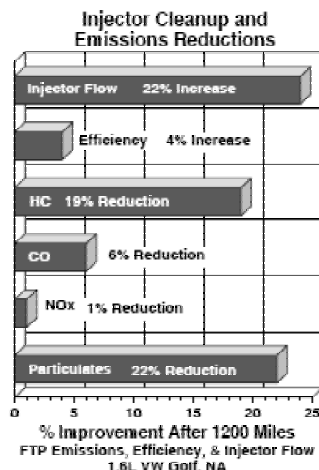 Injector Cleanup and
Emissions Reductions
Injector Flow 22% Increase
Efficiency 4% Increase
HC 19% Reduction
CO 6% Reduction
NOx 1% Reduction
Particulates 22% Reduction
0 5 10 15 20 25
% Improvement After 1200 Miles
FTP Emissions, Efficiency, & Injector Flow
1.6L VW Golf, NA